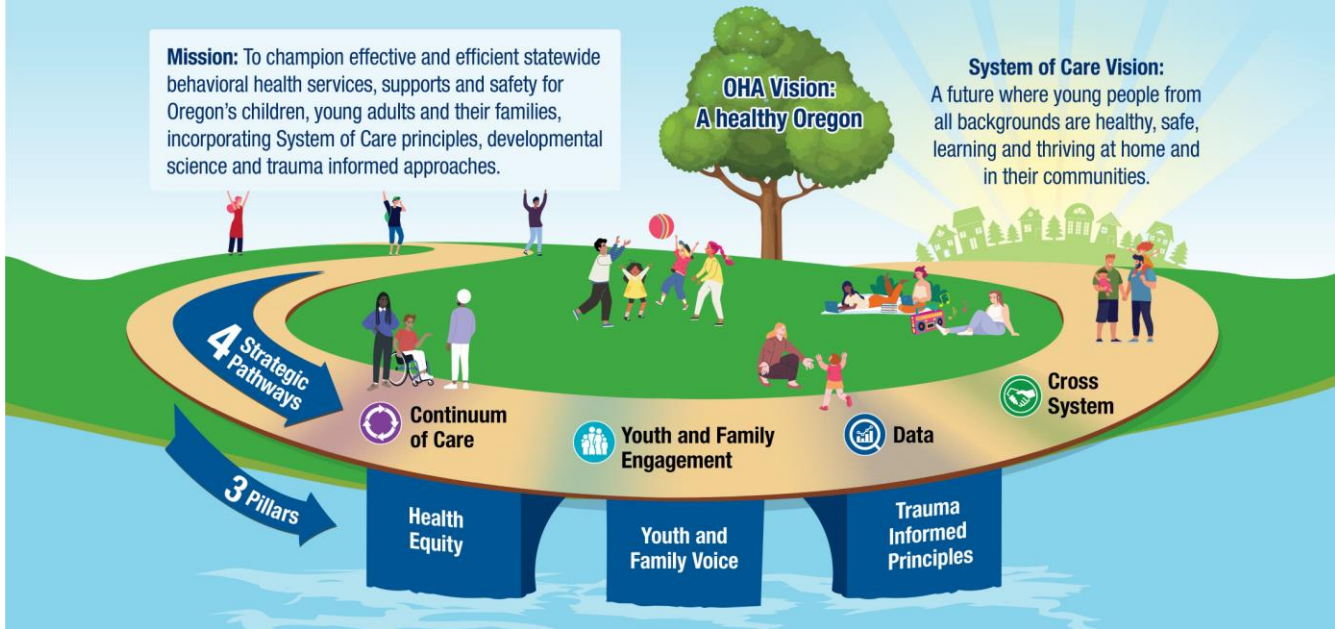 Mission: To champion effective and efficient statewide
behavioral health services, supports and safety for
Oregon’s children, young adults and their families,
incorporating System of Care principles, developmental
science and trauma informed approaches.
OHA Vision:
A healthy Oregon
System of Care Vision:
A future where young people from
all backgrounds are healthy, safe,
learning and thriving at home and
in their communities.
4 Strategic
Pathways
Continuum
of Care
Youth and Family
Engagement
Data
Cross
System
3 Pillars
Health
Equity
Youth and
Family Voice
Trauma
Informed
Principles